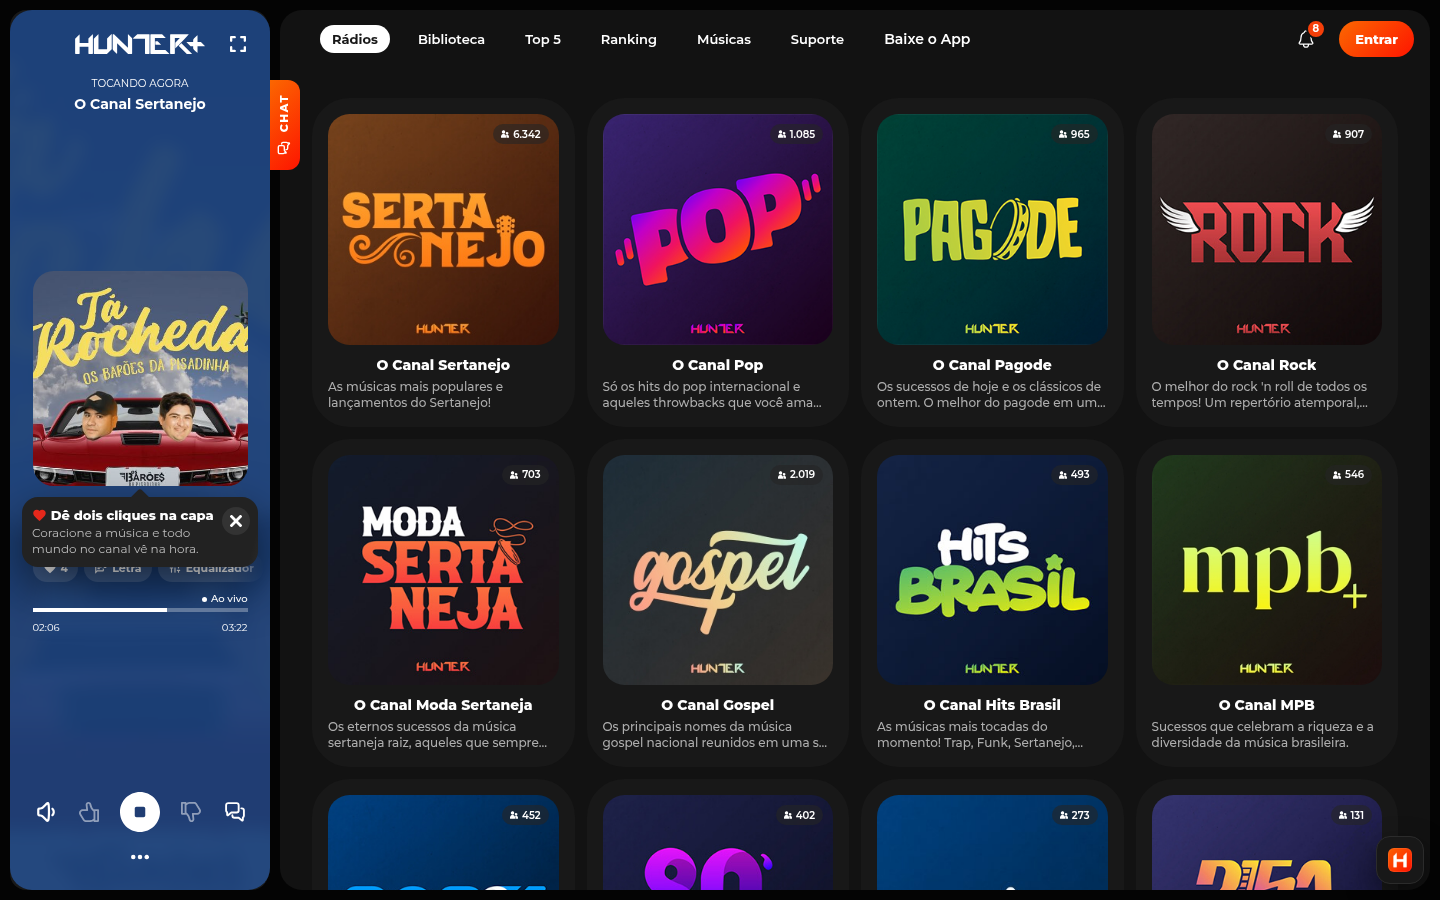 HUNTER+
TOCANDO AGORA
O Canal Sertanejo
Tá
Rocheda
OS BARÕES DA PISADINHA
BARÕES
Dê dois cliques na capa
Coracione a música e todo
mundo no canal vê na hora.
4
Letra
Equalizador
Ao vivo
02:06
03:22
CHAT
Rádios
Biblioteca
Top 5
Ranking
Músicas
Suporte
Baixe o App
8
Entrar
6.342
SERTA
NEJO
HUNTER
O Canal Sertanejo
As músicas mais populares e
lançamentos do Sertanejo!
1.085
POP
HUNTER
O Canal Pop
Só os hits do pop internacional e
aqueles throwbacks que você ama...
965
PAGODE
HUNTER
O Canal Pagode
Os sucessos de hoje e os clássicos de
ontem. O melhor do pagode em um...
907
ROCK
HUNTER
O Canal Rock
O melhor do rock 'n roll de todos os
tempos! Um repertório atemporal,...
703
MODA
SERTA
NEJA
HUNTER
O Canal Moda Sertaneja
Os eternos sucessos da música
sertaneja raiz, aqueles que sempre...
2.019
gospel
HUNTER
O Canal Gospel
Os principais nomes da música
gospel nacional reunidos em uma s...
493
HITS
BRASIL
HUNTER
O Canal Hits Brasil
As músicas mais tocadas do
momento! Trap, Funk, Sertanejo,...
546
mpb+
HUNTER
O Canal MPB
Sucessos que celebram a riqueza e a
diversidade da música brasileira.
452
402
90'
273
131
H